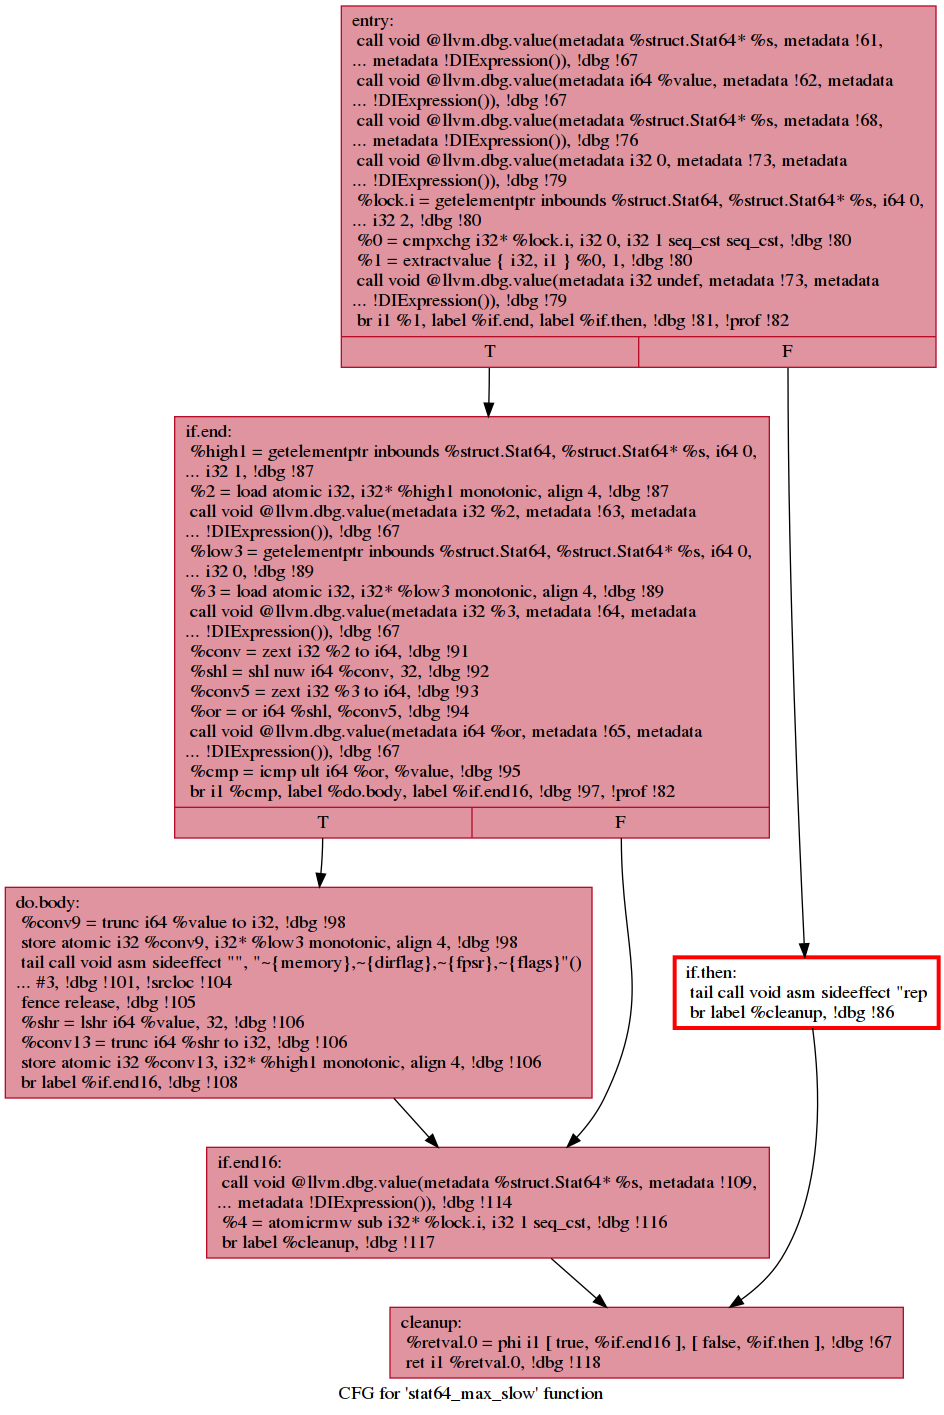 entry:
call void @llvm.dbg.value(metadata %struct.Stat64* %s, metadata !61,
... metadata !DIExpression()), !dbg !67
call void @llvm.dbg.value(metadata i64 %value, metadata !62, metadata
... !DIExpression()), !dbg !67
call void @llvm.dbg.value(metadata %struct.Stat64* %s, metadata !68,
... metadata !DIExpression()), !dbg !76
call void @llvm.dbg.value(metadata i32 0, metadata !73, metadata
... !DIExpression()), !dbg !79
%lock.i = getelementptr inbounds %struct.Stat64, %struct.Stat64* %s, i64 0,
... i32 2, !dbg !80
%0 = cmpxchg i32* %lock.i, i32 0, i32 1 seq_cst seq_cst, !dbg !80
%1 = extractvalue { i32, i1 } %0, 1, !dbg !80
call void @llvm.dbg.value(metadata i32 undef, metadata !73, metadata
... !DIExpression()), !dbg !79
br i1 %1, label %if.end, label %if.then, !dbg !81, !prof !82
T F
if.end:
%high1 = getelementptr inbounds %struct.Stat64, %struct.Stat64* %s, i64 0,
... i32 1, !dbg !87
%2 = load atomic i32, i32* %high1 monotonic, align 4, !dbg !87
call void @llvm.dbg.value(metadata i32 %2, metadata !63, metadata
... !DIExpression()), !dbg !67
%low3 = getelementptr inbounds %struct.Stat64, %struct.Stat64* %s, i64 0,
... i32 0, !dbg !89
%3 = load atomic i32, i32* %low3 monotonic, align 4, !dbg !89
call void @llvm.dbg.value(metadata i32 %3, metadata !64, metadata
... !DIExpression()), !dbg !67
%conv = zext i32 %2 to i64, !dbg !91
%shl = shl nuw i64 %conv, 32, !dbg !92
%conv5 = zext i32 %3 to i64, !dbg !93
%or = or i64 %shl, %conv5, !dbg !94
call void @llvm.dbg.value(metadata i64 %or, metadata !65, metadata
... !DIExpression()), !dbg !67
%cmp = icmp ult i64 %or, %value, !dbg !95
br i1 %cmp, label %do.body, label %if.end16, !dbg !97, !prof !82
T F
do.body:
%conv9 = trunc i64 %value to i32, !dbg !98
store atomic i32 %conv9, i32* %low3 monotonic, align 4, !dbg !98
tail call void asm sideeffect "", "~{memory},~{dirflag},~{fpsr},~{flags}"()
... #3, !dbg !101, !srcloc !104
fence release, !dbg !105
%shr = lshr i64 %value, 32, !dbg !106
%conv13 = trunc i64 %shr to i32, !dbg !106
store atomic i32 %conv13, i32* %high1 monotonic, align 4, !dbg !106
br label %if.end16, !dbg !108
if.then:
tail call void asm sideeffect "rep
br label %cleanup, !dbg !86
if.end16:
call void @llvm.dbg.value(metadata %struct.Stat64* %s, metadata !109,
... metadata !DIExpression()), !dbg !114
%4 = atomicrmw sub i32* %lock.i, i32 1 seq_cst, !dbg !116
br label %cleanup, !dbg !117
cleanup:
%retval.0 = phi i1 [ true, %if.end16 ], [ false, %if.then ], !dbg !67
ret i1 %retval.0, !dbg !118
CFG for 'stat64_max_slow' function